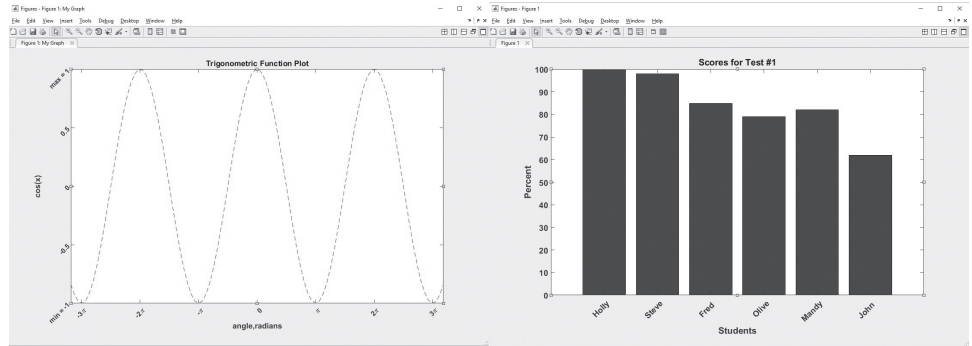 Figures - Figure 1: My Graph
File Edit View Insert Tools Debug Desktop Window Help
Figure 1: My Graph
Trigonometric Function Plot
max = 1
0.5
0
-0.5
min = -1
cos(x)
-3π -2π -π 0 π 2π 3π
angle,radians
Figures - Figure 1
File Edit View Insert Tools Debug Desktop Window Help
Figure 1
Scores for Test #1
100
90
80
70
60
50
40
30
20
10
0
Percent
Holly Steve Fred Olive Mandy John
Students